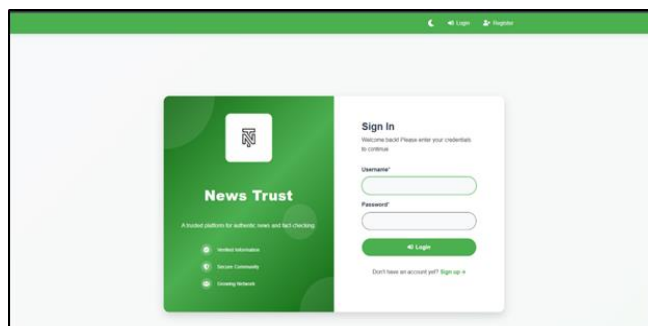 Login Register
News Trust
A trusted platform for authentic news and fact-checking.
Verified Information
Secure Community
Growing Network
Sign In
Welcome back! Please enter your credentials
to continue
Username*
Password*
Login
Don't have an account yet? Sign up